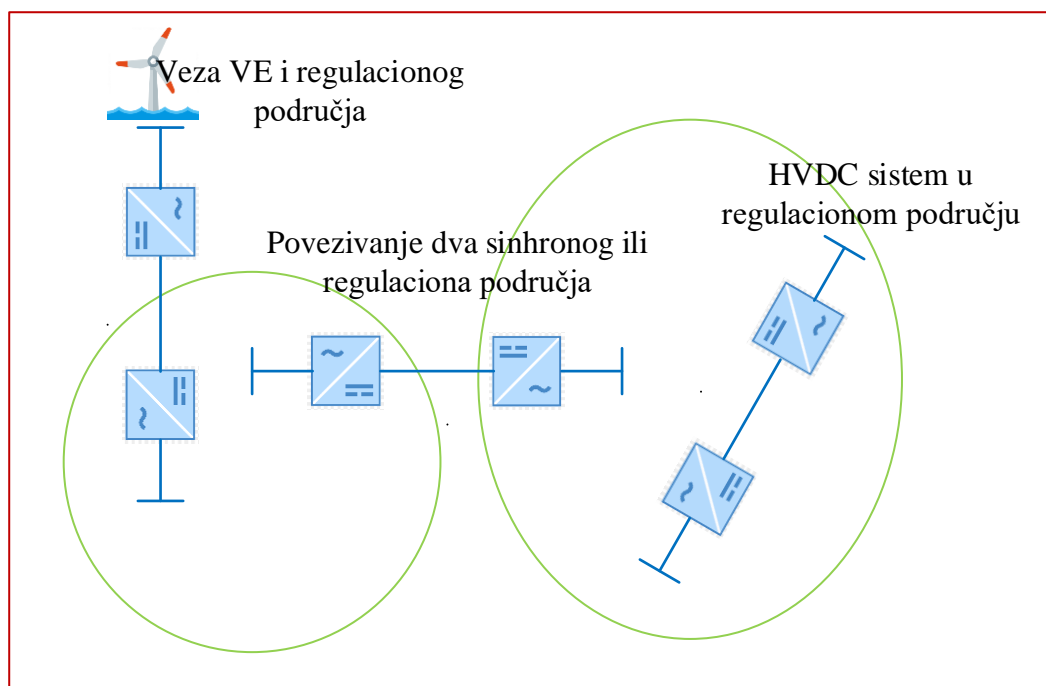 Veza VE i regulacionog
područja
HVDC sistem u
regulacionom području
Povezivanje dva sinhronog ili
regulaciona područja